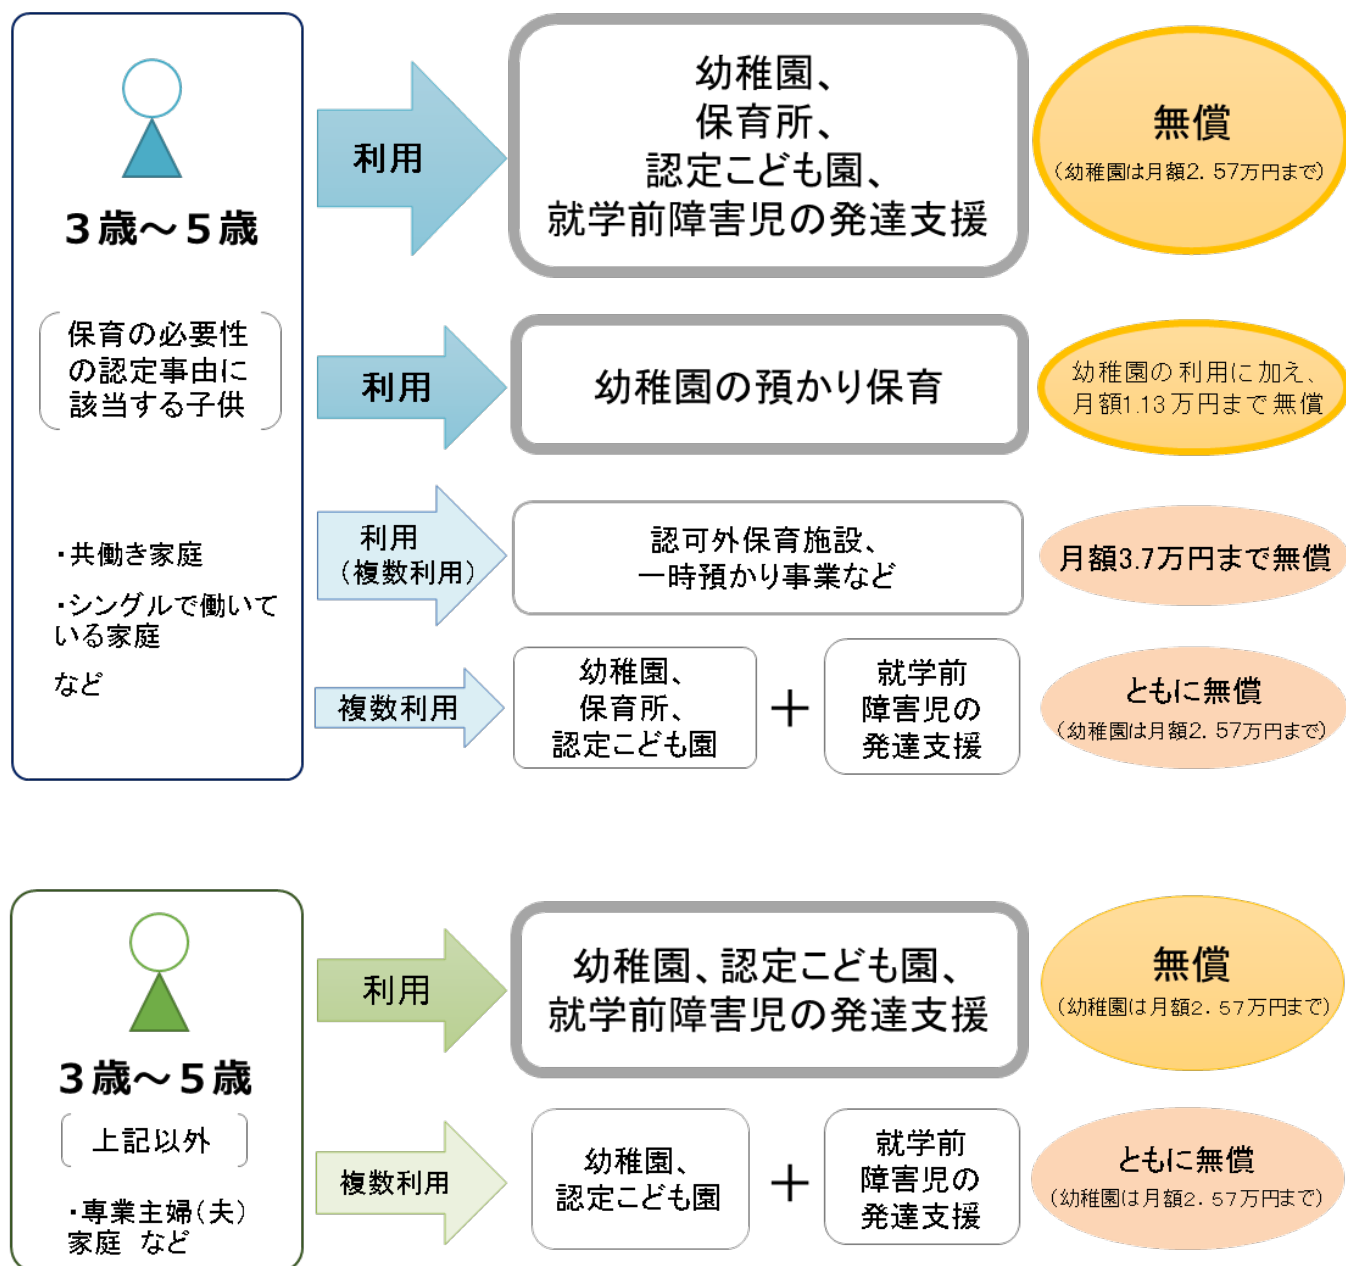 ３歳～５歳
保育の必要性
の認定事由に
該当する子供
・共働き家庭
・シングルで働いて
いる家庭
など
利用
幼稚園、
保育所、
認定こども園、
就学前障害児の発達支援
無償
（幼稚園は月額2．57万円まで）
利用
幼稚園の預かり保育
幼稚園の利用に加え、
月額1.13万円まで無償
利用
（複数利用）
認可外保育施設、
一時預かり事業など
月額3.7万円まで無償
複数利用
幼稚園、
保育所、
認定こども園
＋
就学前
障害児の
発達支援
ともに無償
（幼稚園は月額2．57万円まで）
３歳～５歳
上記以外
・専業主婦（夫）
家庭 など
利用
幼稚園、認定こども園、
就学前障害児の発達支援
無償
（幼稚園は月額2．57万円まで）
複数利用
幼稚園、
認定こども園
＋
就学前
障害児の
発達支援
ともに無償
（幼稚園は月額2．57万円まで）